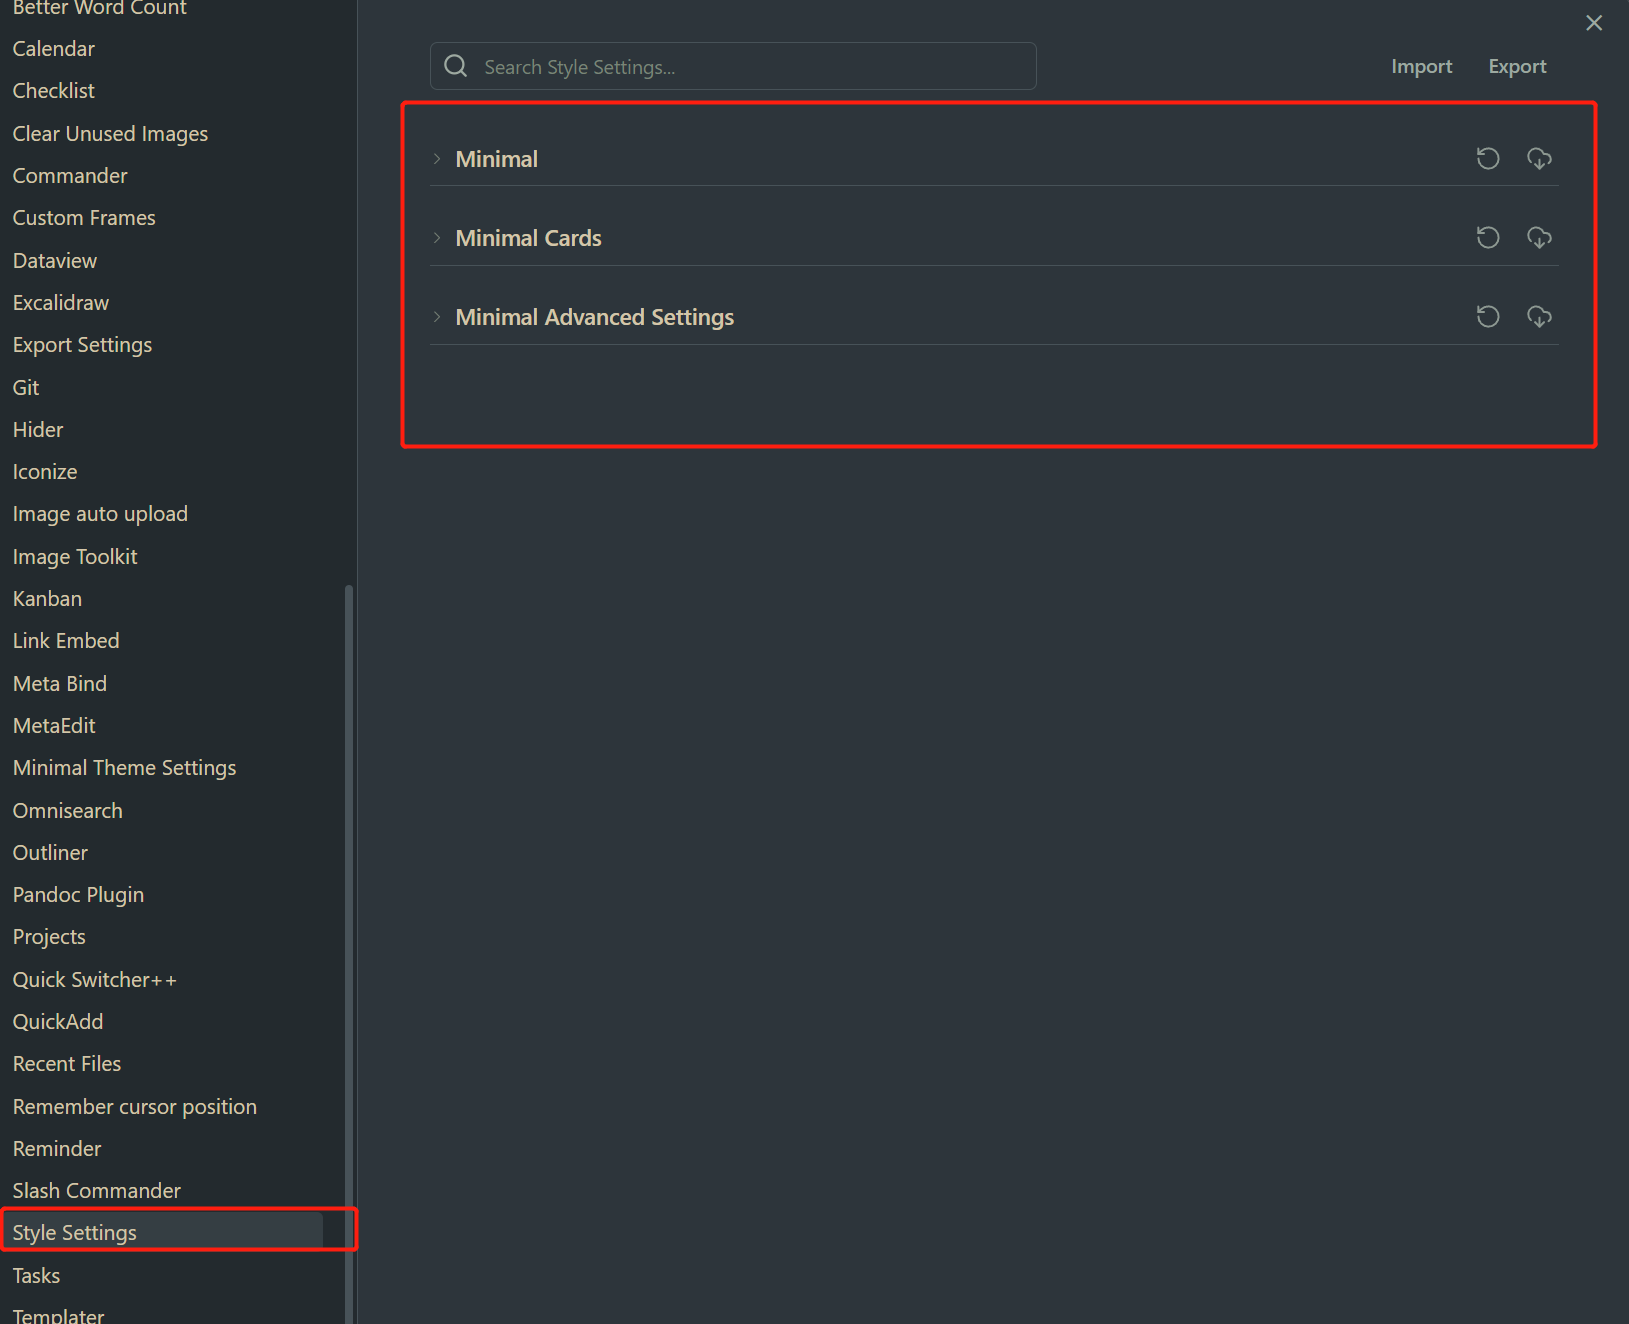 Better Word Count
Calendar
Checklist
Clear Unused Images
Commander
Custom Frames
Dataview
Excalidraw
Export Settings
Git
Hider
Iconize
Image auto upload
Image Toolkit
Kanban
Link Embed
Meta Bind
MetaEdit
Minimal Theme Settings
Omnisearch
Outliner
Pandoc Plugin
Projects
Quick Switcher++
QuickAdd
Recent Files
Remember cursor position
Reminder
Slash Commander
Style Settings
Tasks
Templater
Search Style Settings...
Import
Export
Minimal
Minimal Cards
Minimal Advanced Settings